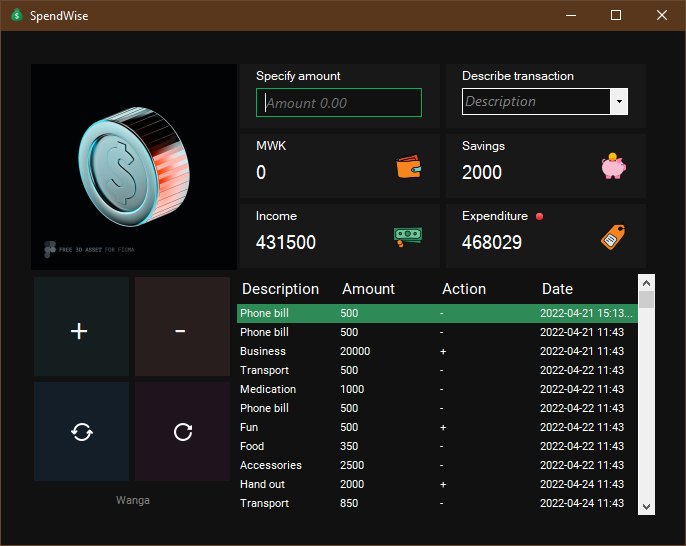 SpendWise
Specify amount
Amount 0.00
Describe transaction
Description
MWK
0
Savings
2000
Income
431500
Expenditure
468029
FREE 3D ASSET FOR FIGMA
+
-
Wanga
Description Amount Action Date
Phone bill 500 - 2022-04-21 15:13...
Phone bill 500 - 2022-04-21 11:43
Business 20000 + 2022-04-21 11:43
Transport 500 - 2022-04-22 11:43
Medication 1000 - 2022-04-22 11:43
Phone bill 500 - 2022-04-22 11:43
Fun 500 + 2022-04-22 11:43
Food 350 - 2022-04-22 11:43
Accessories 2500 - 2022-04-22 11:43
Hand out 2000 + 2022-04-24 11:43
Transport 850 - 2022-04-24 11:43